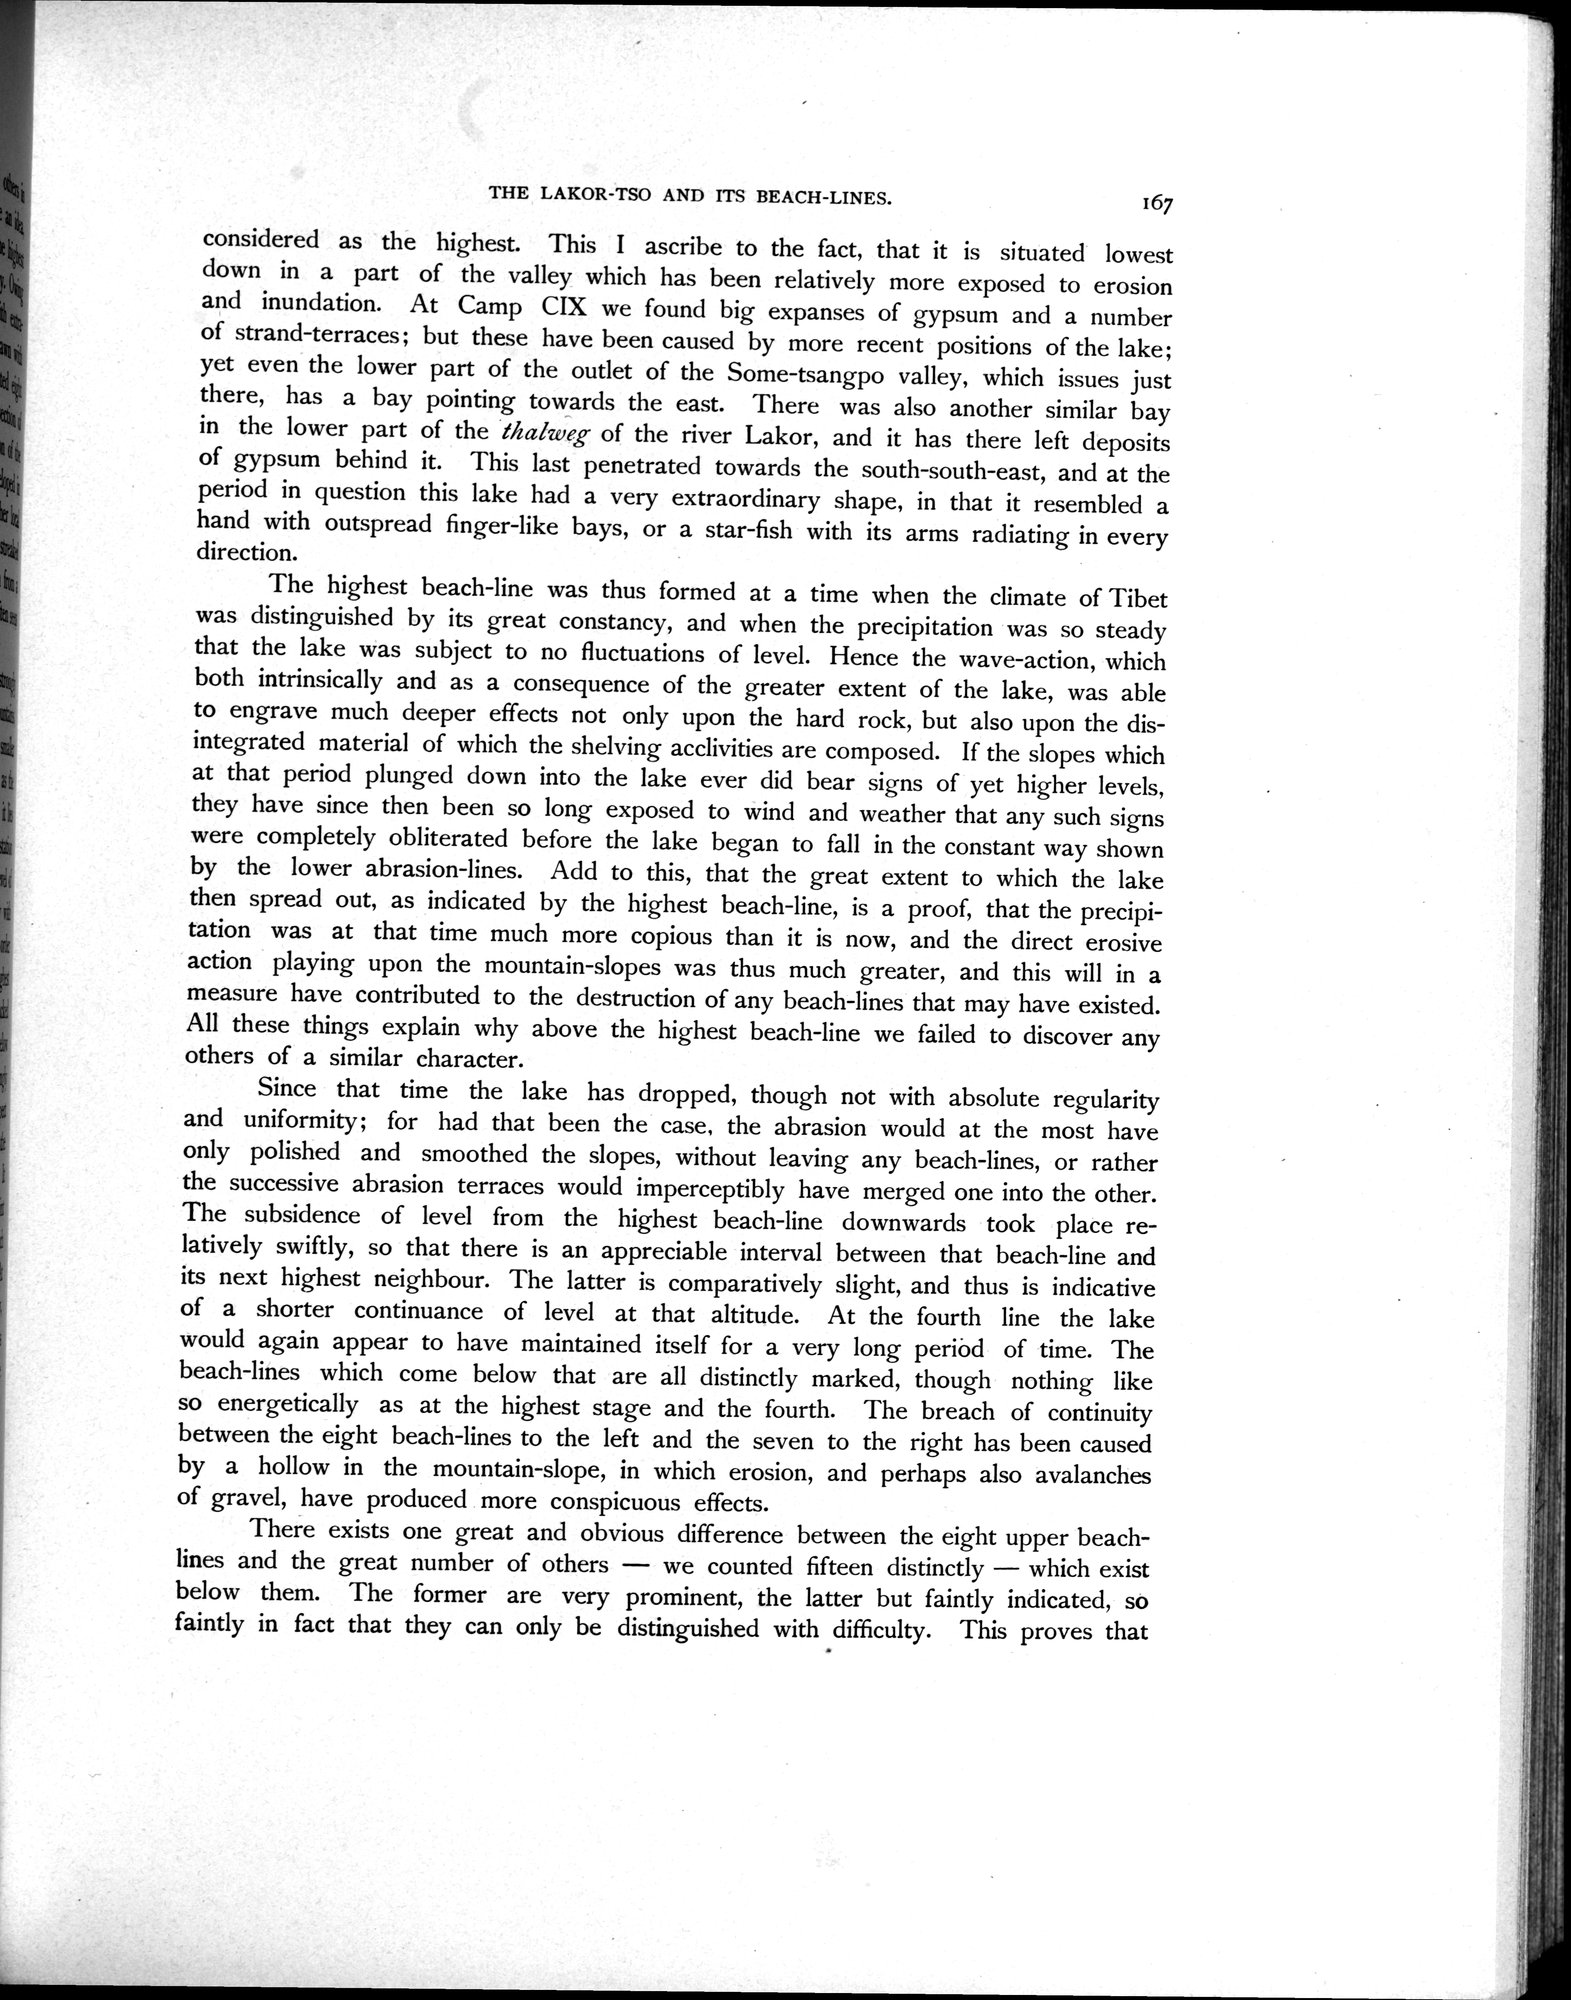 THE LAKOR-TSO AND ITS BEACH-LINES. 167
considered as the highest. This I ascribe to the fact, that it is situated lowest
down in a part of the valley which has been relatively more exposed to erosion
and inundation. At Camp CIX we found big expanses of gypsum and a number
of strand-terraces; but these have been caused by more recent positions of the lake;
yet even the lower part of the outlet of the Some-tsangpo valley, which issues just
there, has a bay pointing towards the east. There was also another similar bay
in the lower part of the thalweg of the river Lakor, and it has there left deposits
of gypsum behind it. This last penetrated towards the south-south-east, and at the
period in question this lake had a very extraordinary shape, in that it resembled a
hand with outspread finger-like bays, or a star-fish with its arms radiating in every
direction.
The highest beach-line was thus formed at a time when the climate of Tibet
was distinguished by its great constancy, and when the precipitation was so steady
that the lake was subject to no fluctuations of level. Hence the wave-action, which
both intrinsically and as a consequence of the greater extent of the lake, was able
to engrave much deeper effects not only upon the hard rock, but also upon the dis-
integrated material of which the shelving acclivities are composed. If the slopes which
at that period plunged down into the lake ever did bear signs of yet higher levels,
they have since then been so long exposed to wind and weather that any such signs
were completely obliterated before the lake began to fall in the constant way shown
by the lower abrasion-lines. Add to this, that the great extent to which the lake
then spread out, as indicated by the highest beach-line, is a proof, that the precipi-
tation was at that time much more copious than it is now, and the direct erosive
action playing upon the mountain-slopes was thus much greater, and this will in a
measure have contributed to the destruction of any beach-lines that may have existed.
All these things explain why above the highest beach-line we failed to discover any
others of a similar character.
Since that time the lake has dropped, though not with absolute regularity
and uniformity; for had that been the case, the abrasion would at the most have
only polished and smoothed the slopes, without leaving any beach-lines, or rather
the successive abrasion terraces would imperceptibly have merged one into the other.
The subsidence of level from the highest beach-line downwards took place re-
latively swiftly, so that there is an appreciable interval between that beach-line and
its next highest neighbour. The latter is comparatively slight, and thus is indicative
of a shorter continuance of level at that altitude. At the fourth line the lake
would again appear to have maintained itself for a very long period of time. The
beach-lines which come below that are all distinctly marked, though nothing like
so energetically as at the highest stage and the fourth. The breach of continuity
between the eight beach-lines to the left and the seven to the right has been caused
by a hollow in the mountain-slope, in which erosion, and perhaps also avalanches
of gravel, have produced more conspicuous effects.
There exists one great and obvious difference between the eight upper beach-
lines and the great number of others — we counted fifteen distinctly — which exist
below them. The former are very prominent, the latter but faintly indicated, so
faintly in fact that they can only be distinguished with difficulty. This proves that